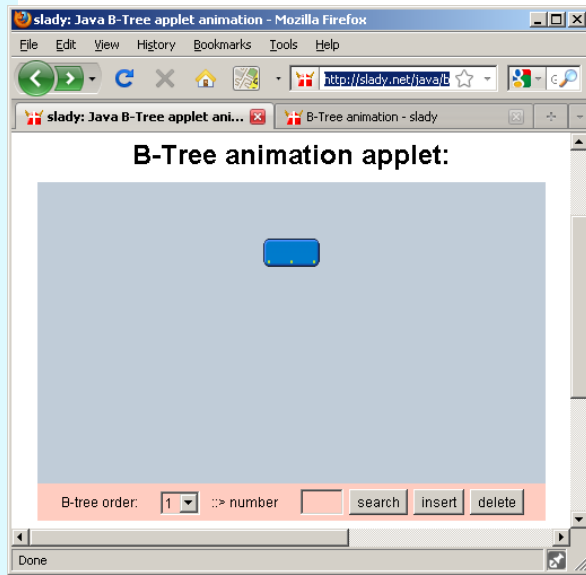 slady: Java B-Tree applet animation - Mozilla Firefox
File Edit View History Bookmarks Tools Help
http://slady.net/java/b
slady: Java B-Tree applet ani... B-Tree animation - slady
B-Tree animation applet:
B-tree order: 1 ::> number search insert delete
Done